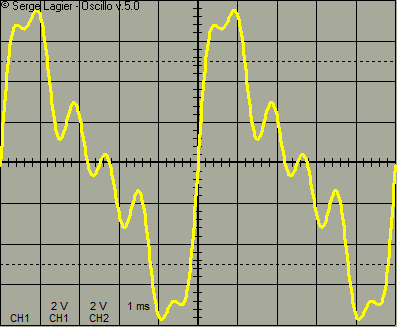 © Serge Lagier - Oscillo v.5.0
2 V 2 V 1 ms
CH1 CH1 CH2